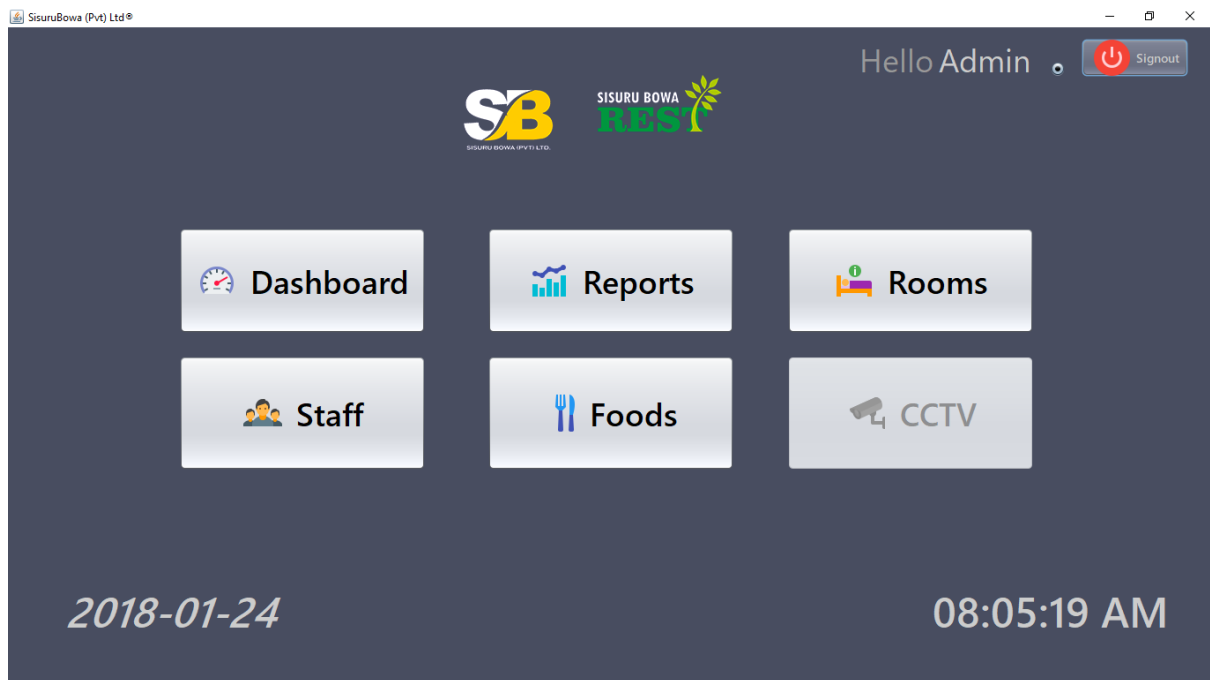 SisuruBowa (Pvt) Ltd®
Hello Admin
Signout
SB
SISURU BOWA (PVT) LTD.
SISURU BOWA
REST
Dashboard
Reports
Rooms
Staff
Foods
CCTV
2018-01-24
08:05:19 AM